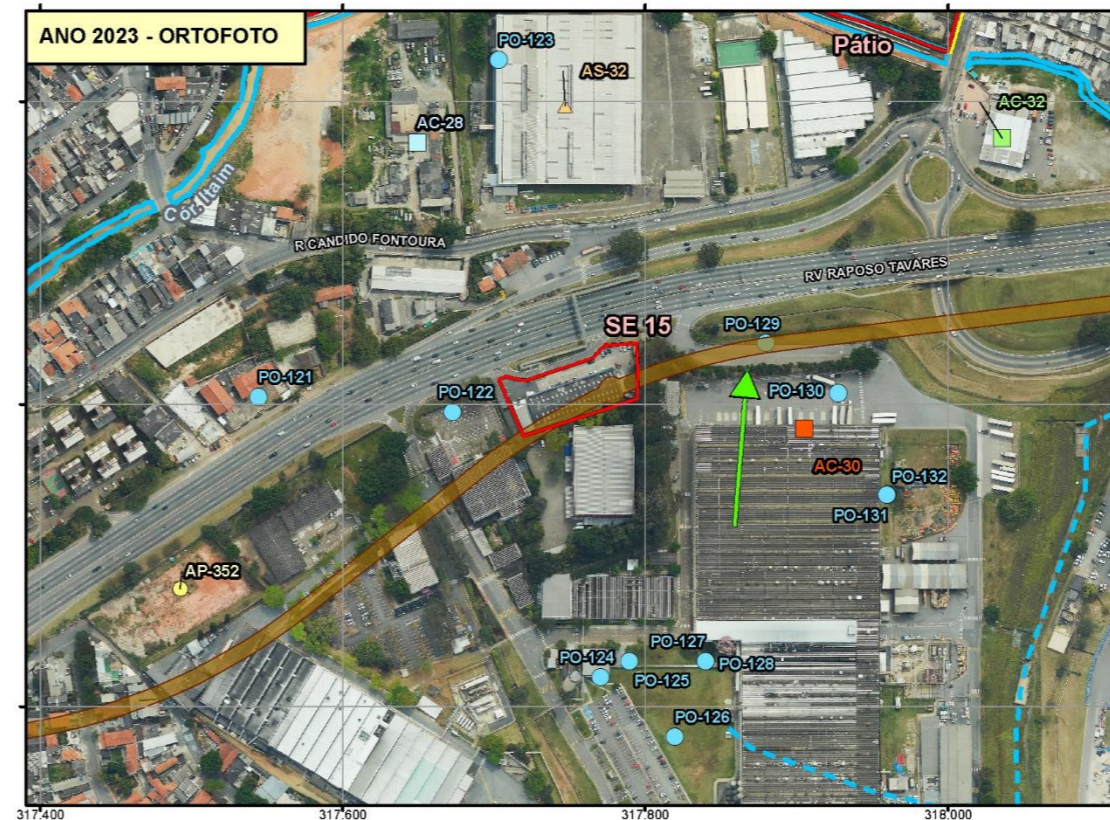 ANO 2023 - ORTOFOTO
PO-123
Pátio
AS-32
AC-32
AC-28
Cór. Itaim
R CANDIDO FONTOURA
RV RAPOSO TAVARES
SE 15
PO-129
PO-121
PO-122
PO-130
AC-30
PO-132
PO-131
AP-352
PO-127
PO-124
PO-128
PO-125
PO-126
317.400
317.600
317.800
318.000